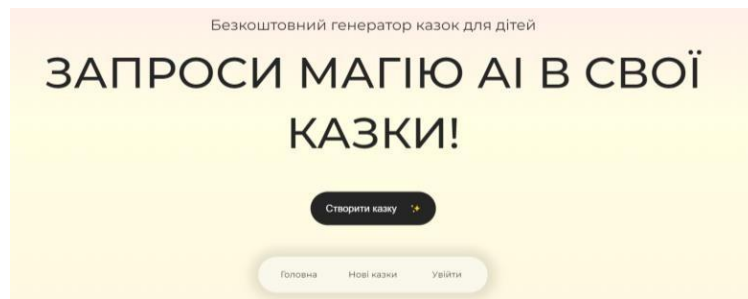 Безкоштовний генератор казок для дітей
ЗАПРОСИ МАГІЮ AI В СВОЇ
КАЗКИ!
Створити казку ✨
Головна Нові казки Увійти